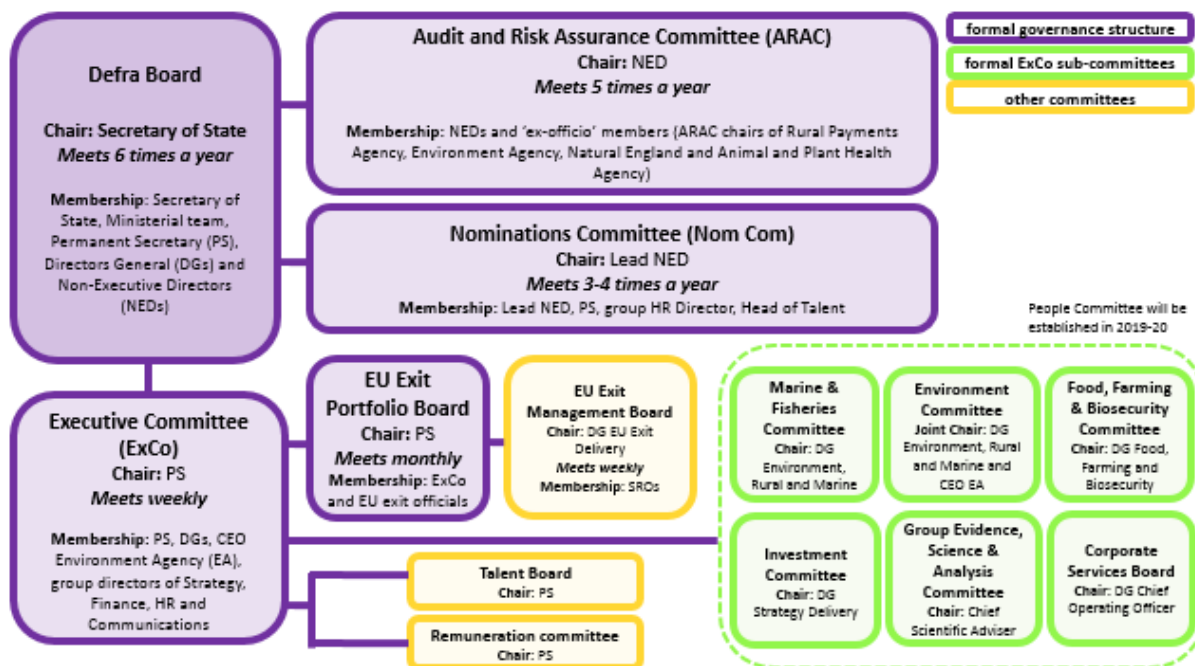 Defra Board
Chair: Secretary of State
Meets 6 times a year
Membership: Secretary of
State, Ministerial team,
Permanent Secretary (PS),
Directors General (DGs) and
Non-Executive Directors
(NEDs)
Audit and Risk Assurance Committee (ARAC)
Chair: NED
Meets 5 times a year
Membership: NEDs and ‘ex-officio’ members (ARAC chairs of Rural Payments
Agency, Environment Agency, Natural England and Animal and Plant Health
Agency)
formal governance structure
formal ExCo sub-committees
other committees
Nominations Committee (Nom Com)
Chair: Lead NED
Meets 3-4 times a year
Membership: Lead NED, PS, group HR Director, Head of Talent
People Committee will be
established in 2019-20
Executive Committee
(ExCo)
Chair: PS
Meets weekly
Membership: PS, DGs, CEO
Environment Agency (EA),
group directors of Strategy,
Finance, HR and
Communications
EU Exit
Portfolio Board
Chair: PS
Meets monthly
Membership: ExCo
and EU exit officials
EU Exit
Management Board
Chair: DG EU Exit
Delivery
Meets weekly
Membership: SROs
Talent Board
Chair: PS
Remuneration committee
Chair: PS
Marine &
Fisheries
Committee
Chair: DG
Environment,
Rural and Marine
Environment
Committee
Joint Chair: DG
Environment, Rural
and Marine and
CEO EA
Food, Farming
& Biosecurity
Committee
Chair: DG Food,
Farming and
Biosecurity
Investment
Committee
Chair: DG
Strategy Delivery
Group Evidence,
Science &
Analysis
Committee
Chair: Chief
Scientific Adviser
Corporate
Services Board
Chair: DG Chief
Operating Officer